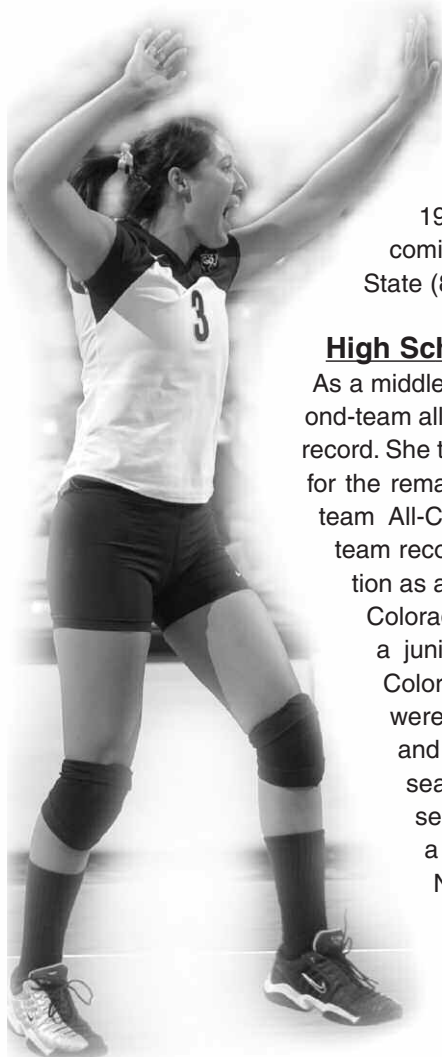 3
19
comi
State (8
High Sch
As a middle
ond-team all
record. She t
for the rema
team All-C
team reco
tion as a
Colorad
a juni
Color
were
and
sea
se
a
N